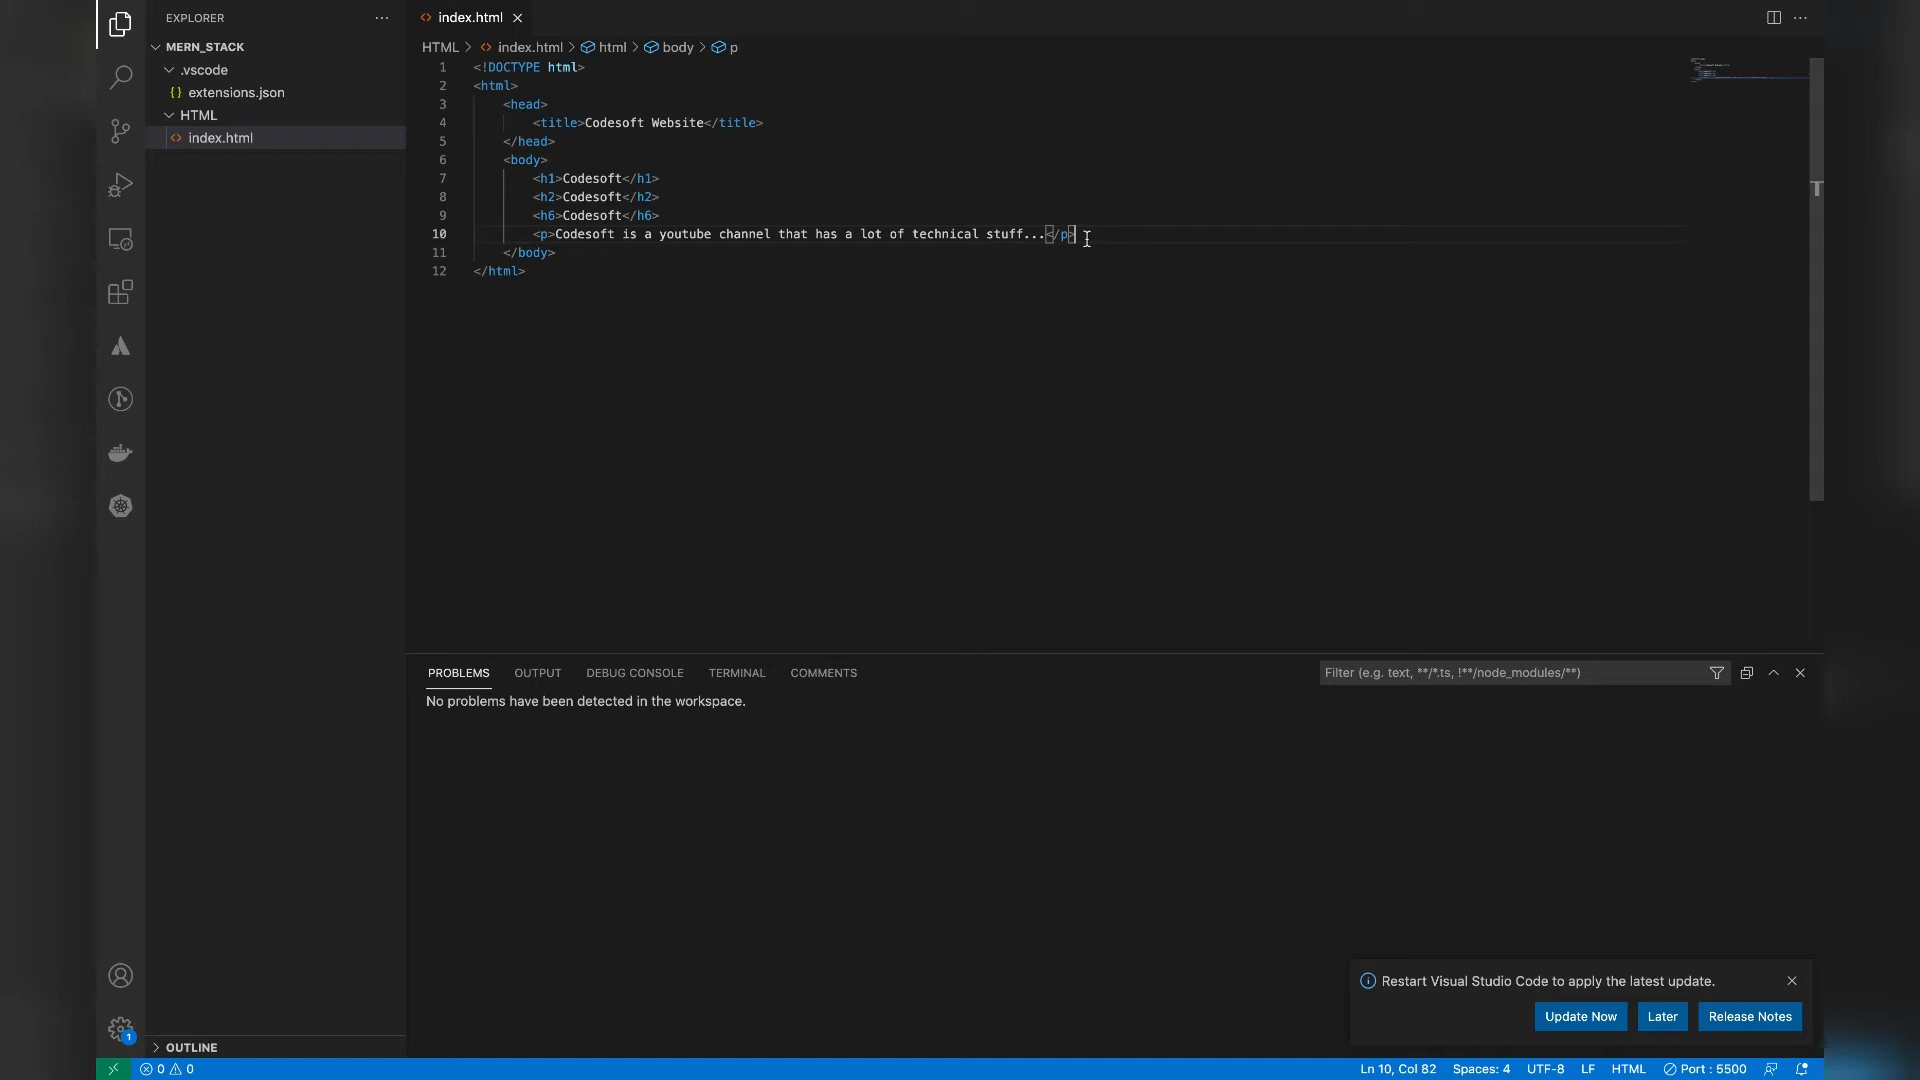 EXPLORER
MERN_STACK
.vscode
{} extensions.json
HTML
<> index.html
OUTLINE
<> index.html
HTML > <> index.html > html > body > p
1 <!DOCTYPE html>
2 <html>
3 <head>
4 <title>Codesoft Website</title>
5 </head>
6 <body>
7 <h1>Codesoft</h1>
8 <h2>Codesoft</h2>
9 <h6>Codesoft</h6>
10 <p>Codesoft is a youtube channel that has a lot of technical stuff...</p>
11 </body>
12 </html>
PROBLEMS OUTPUT DEBUG CONSOLE TERMINAL COMMENTS Filter (e.g. text, **/*.ts, !**/node_modules/**)
No problems have been detected in the workspace.
Restart Visual Studio Code to apply the latest update.
Update Now Later Release Notes
1
0 0 Ln 10, Col 82 Spaces: 4 UTF-8 LF HTML Port : 5500